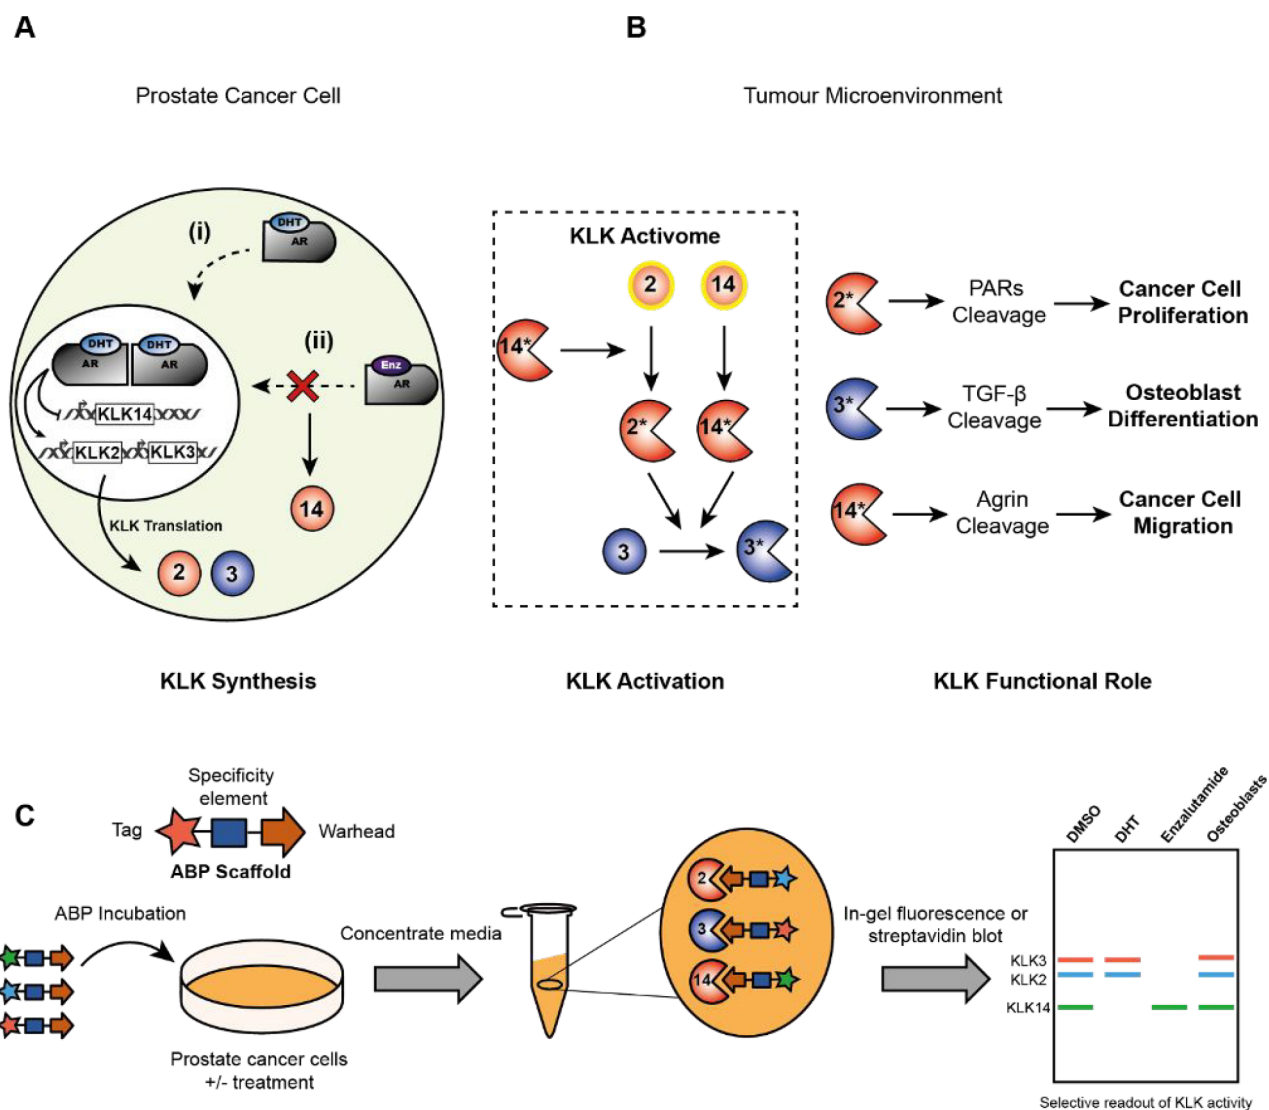 A
B
Prostate Cancer Cell
Tumour Microenvironment
(i)
DHT
AR
DHT
DHT
AR
AR
KLK14
KLK2
KLK3
(ii)
Enz
AR
14
KLK Translation
2
3
KLK Activome
2
14
14*
2*
14*
3
3*
2*
PARs
Cleavage
Cancer Cell
Proliferation
3*
TGF-β
Cleavage
Osteoblast
Differentiation
14*
Agrin
Cleavage
Cancer Cell
Migration
KLK Synthesis
KLK Activation
KLK Functional Role
C
Specificity
element
Tag
Warhead
ABP Scaffold
ABP Incubation
Prostate cancer cells
+/- treatment
Concentrate media
2
3
14
In-gel fluorescence or
streptavidin blot
DMSO
DHT
Enzalutamide
Osteoblasts
KLK3
KLK2
KLK14
Selective readout of KLK activity